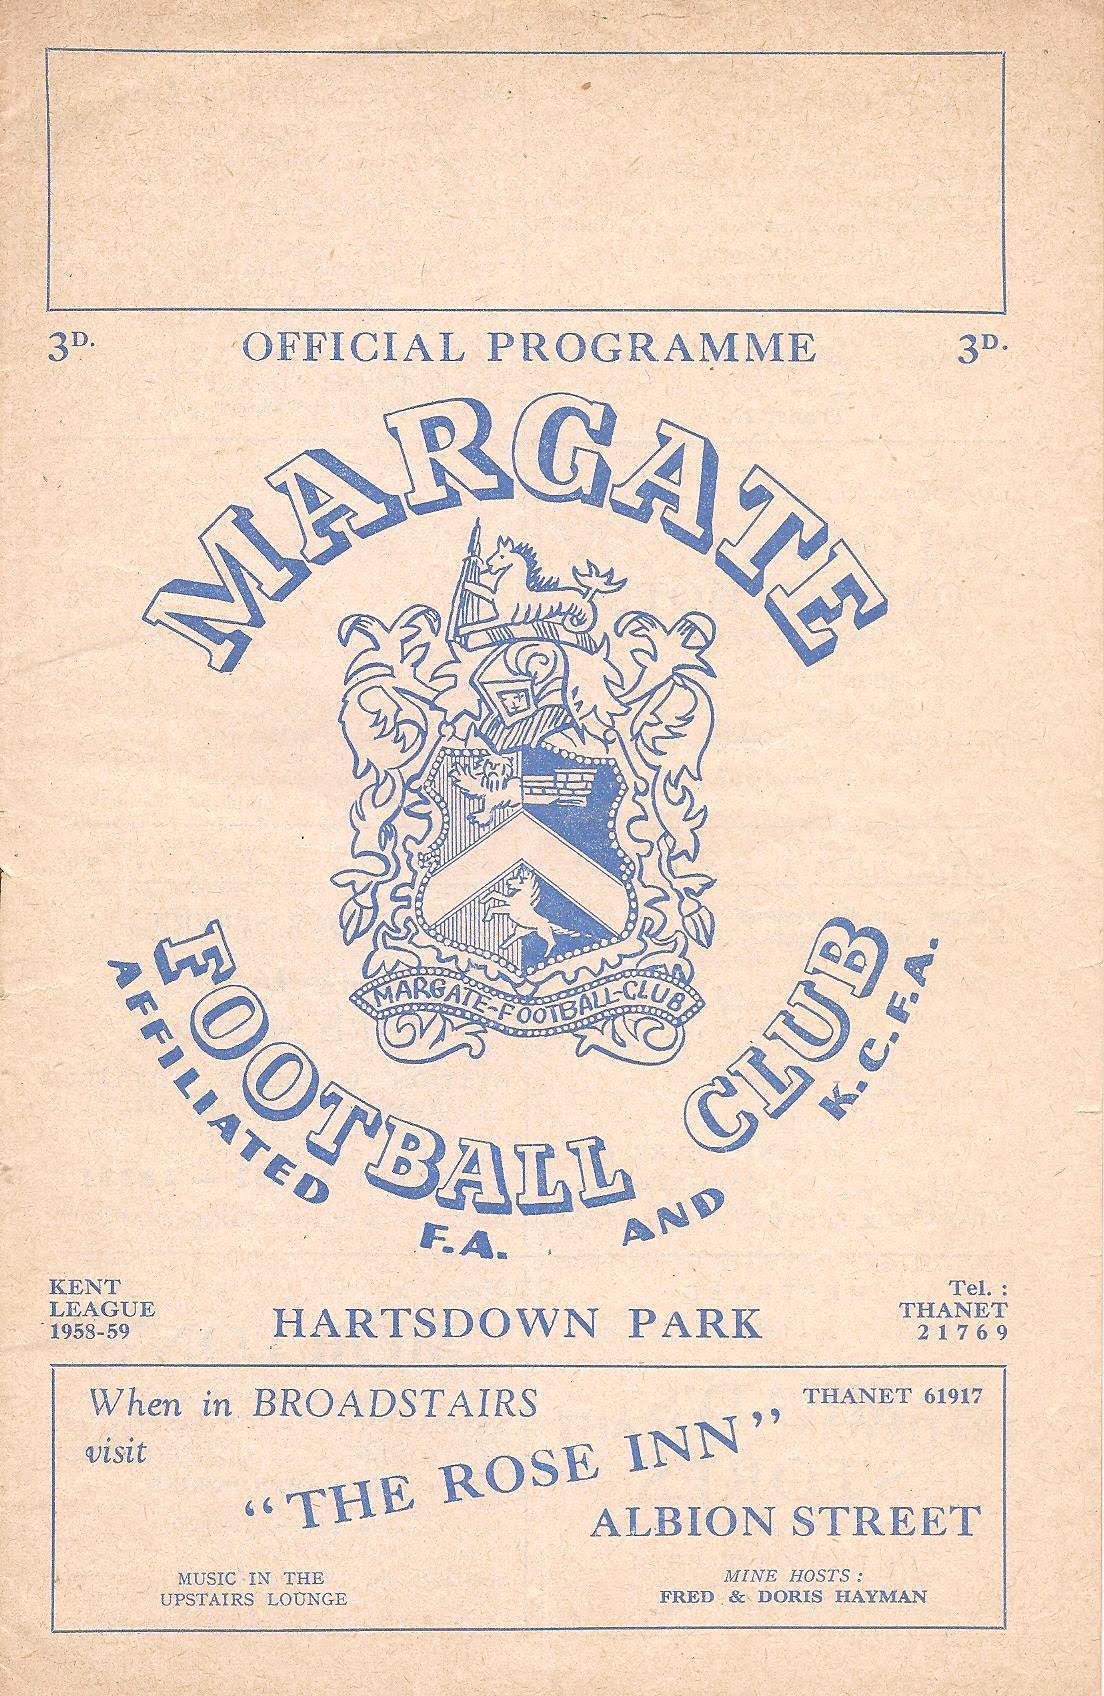 3D. OFFICIAL PROGRAMME 3D.
MARGATE
MARGATE-FOOTBALL-CLUB
FOOTBALL CLUB
AFFILIATED F.A. AND K.C.F.A.
KENT
LEAGUE
1958-59
HARTSDOWN PARK
Tel. :
THANET
21769
When in BROADSTAIRS
visit
THANET 61917
“THE ROSE INN”
ALBION STREET
MUSIC IN THE
UPSTAIRS LOUNGE
MINE HOSTS :
FRED & DORIS HAYMAN